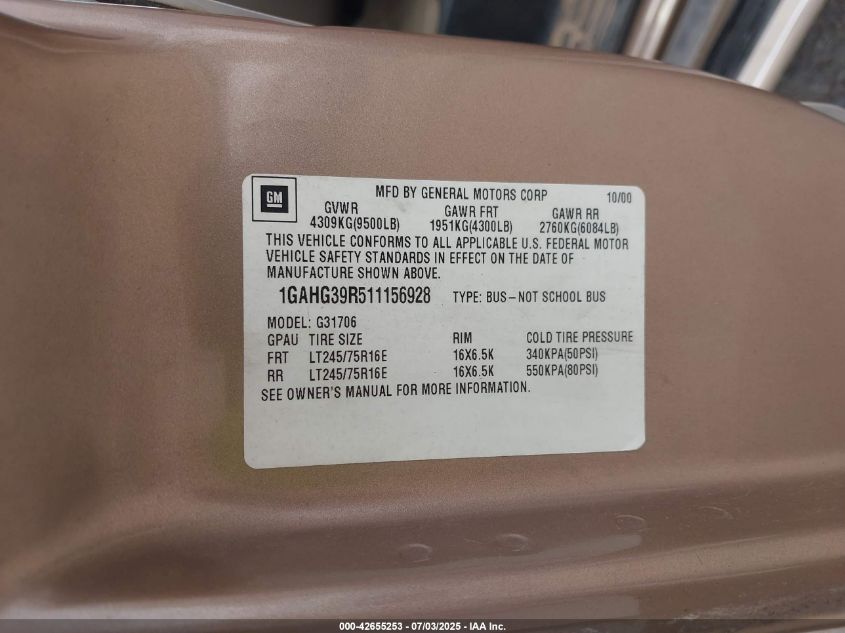 GM
MFD BY GENERAL MOTORS CORP 10/00
GVWR GAWR FRT GAWR RR
4309KG(9500LB) 1951KG(4300LB) 2760KG(6084LB)
THIS VEHICLE CONFORMS TO ALL APPLICABLE U.S. FEDERAL MOTOR
VEHICLE SAFETY STANDARDS IN EFFECT ON THE DATE OF
MANUFACTURE SHOWN ABOVE.
1GAHG39R511156928 TYPE: BUS–NOT SCHOOL BUS
MODEL: G31706
GPAU TIRE SIZE RIM COLD TIRE PRESSURE
FRT LT245/75R16E 16X6.5K 340KPA(50PSI)
RR LT245/75R16E 16X6.5K 550KPA(80PSI)
SEE OWNER'S MANUAL FOR MORE INFORMATION.
000-42655253 - 07/03/2025 - IAA Inc.